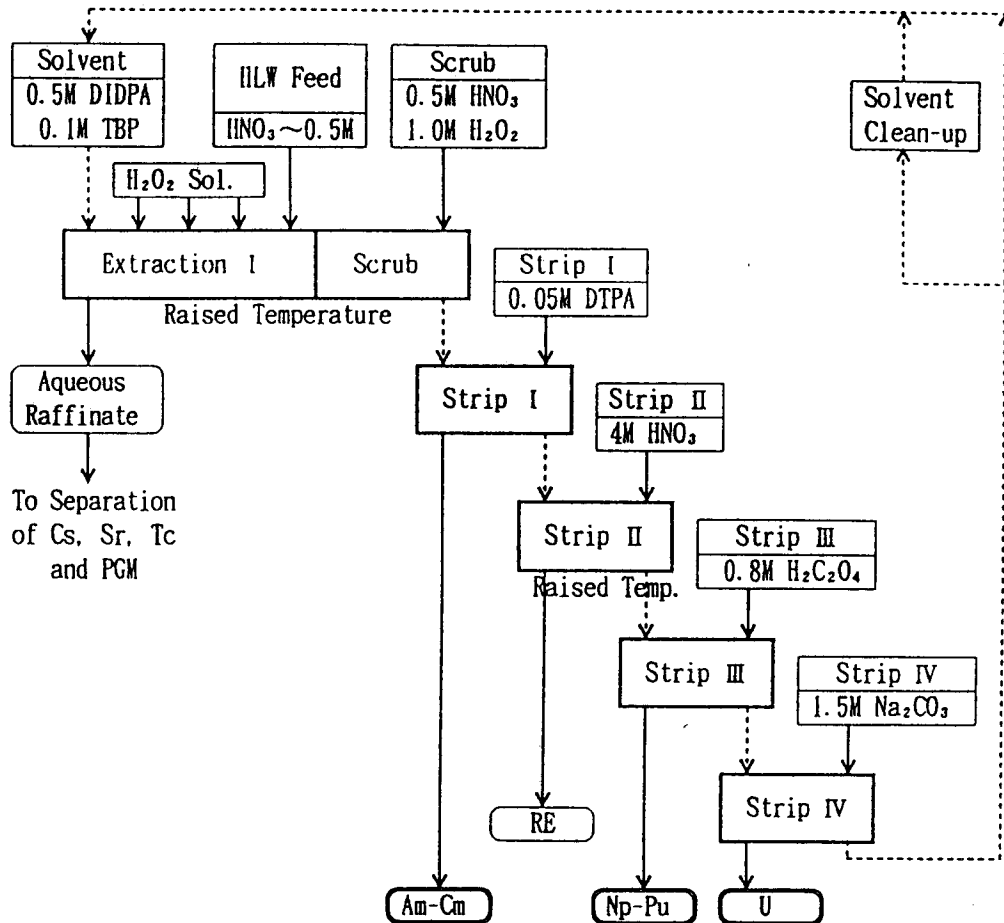 Solvent
0.5M DIDPA
0.1M TBP
HLW Feed
HNO₃~0.5M
Scrub
0.5M HNO₃
1.0M H₂O₂
Solvent
Clean-up
H₂O₂ Sol.
Extraction I
Scrub
Raised Temperature
Strip I
0.05M DTPA
Aqueous
Raffinate
Strip I
Strip II
4M HNO₃
To Separation
of Cs, Sr, Tc
and PGM
Strip II
Raised Temp.
Strip III
0.8M H₂C₂O₄
Strip III
Strip IV
1.5M Na₂CO₃
Strip IV
RE
Am-Cm
Np-Pu
U